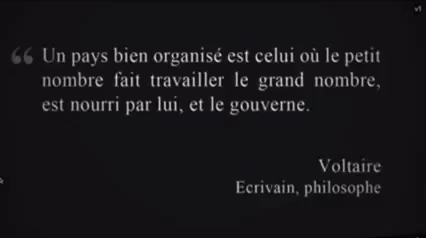 v1
“ Un pays bien organisé est celui où le petit
nombre fait travailler le grand nombre,
est nourri par lui, et le gouverne.
Voltaire
Ecrivain, philosophe